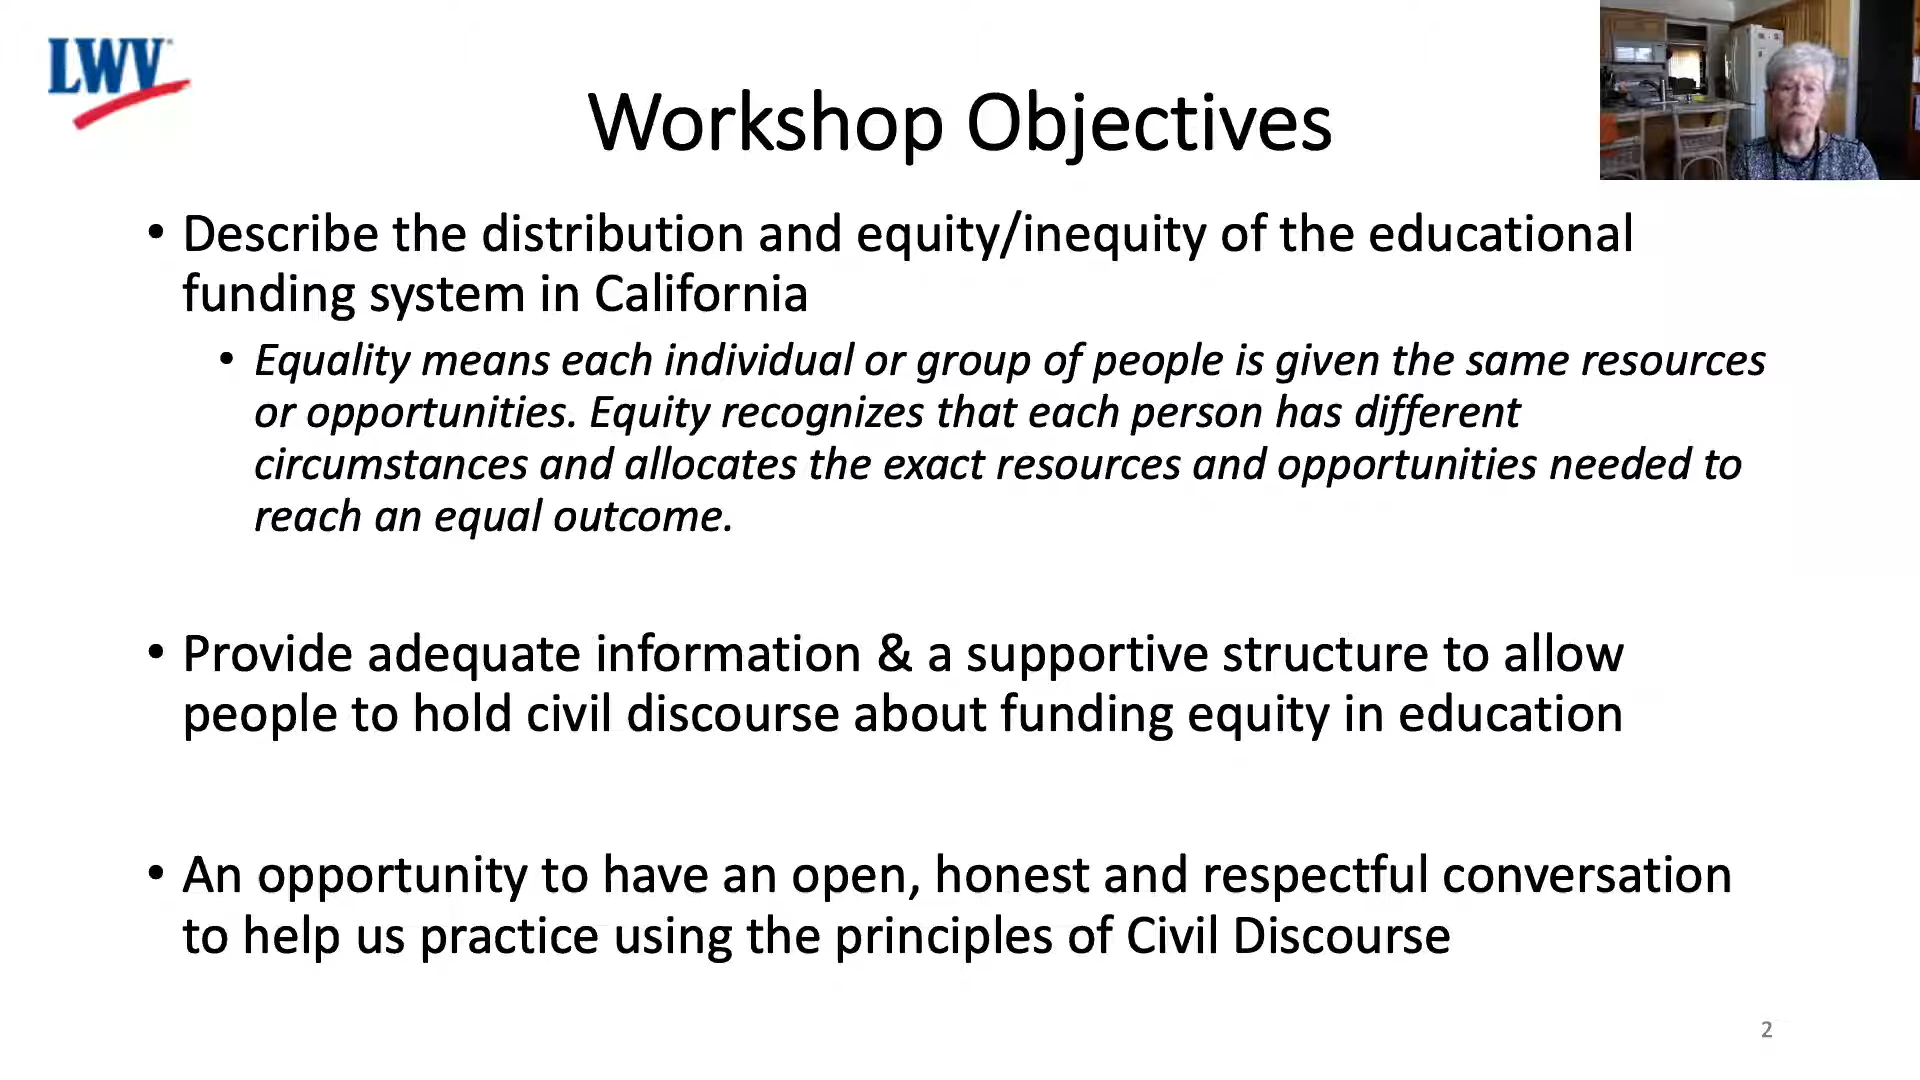 LWV
Workshop Objectives
• Describe the distribution and equity/inequity of the educational
funding system in California
• Equality means each individual or group of people is given the same resources
or opportunities. Equity recognizes that each person has different
circumstances and allocates the exact resources and opportunities needed to
reach an equal outcome.
• Provide adequate information & a supportive structure to allow
people to hold civil discourse about funding equity in education
• An opportunity to have an open, honest and respectful conversation
to help us practice using the principles of Civil Discourse
2